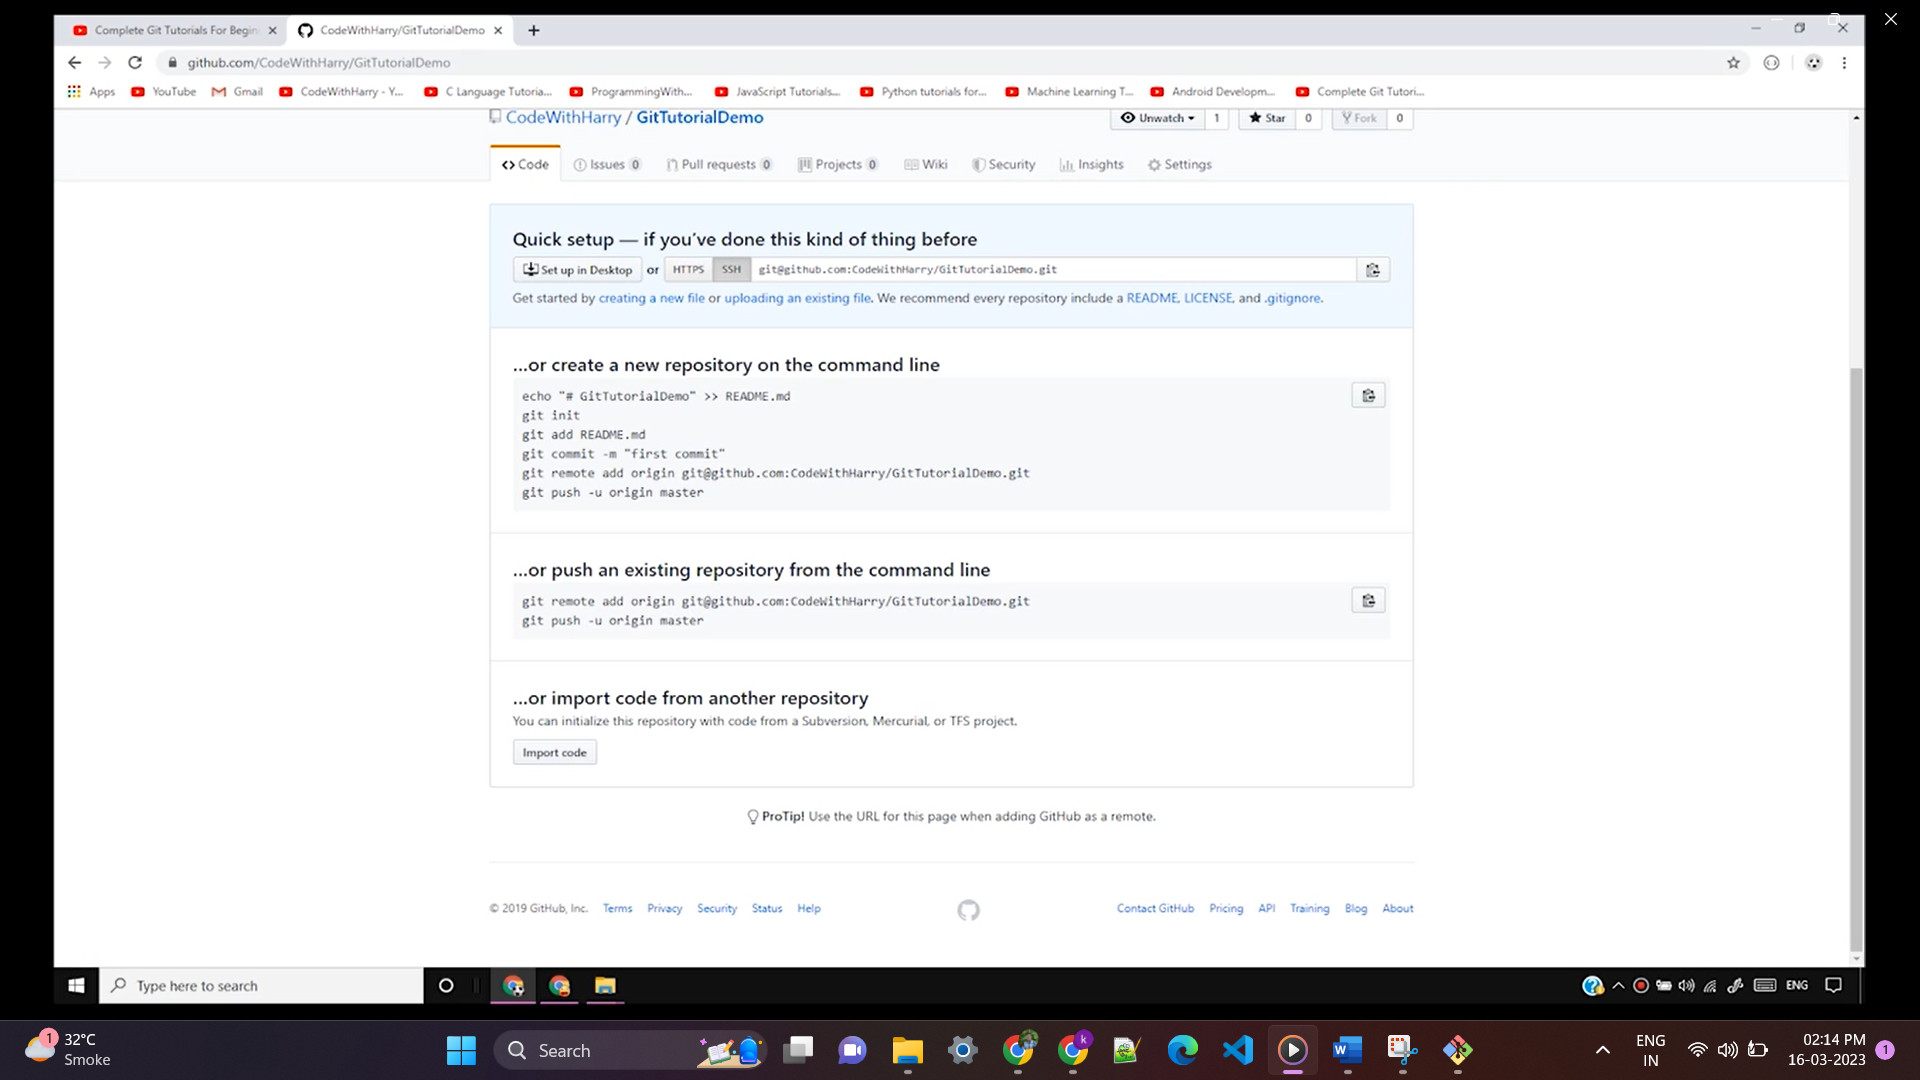 Complete Git Tutorials For Begin
CodeWithHarry/GitTutorialDemo
github.com/CodeWithHarry/GitTutorialDemo
Apps YouTube Gmail CodeWithHarry - Y... C Language Tutoria... ProgrammingWith... JavaScript Tutorials... Python tutorials for... Machine Learning T... Android Developm... Complete Git Tutori...
CodeWithHarry / GitTutorialDemo
Unwatch 1 Star 0 Fork 0
Code Issues 0 Pull requests 0 Projects 0 Wiki Security Insights Settings
Quick setup — if you've done this kind of thing before
Set up in Desktop or HTTPS SSH git@github.com:CodeWithHarry/GitTutorialDemo.git
Get started by creating a new file or uploading an existing file. We recommend every repository include a README, LICENSE, and .gitignore.
...or create a new repository on the command line
echo "# GitTutorialDemo" >> README.md
git init
git add README.md
git commit -m "first commit"
git remote add origin git@github.com:CodeWithHarry/GitTutorialDemo.git
git push -u origin master
...or push an existing repository from the command line
git remote add origin git@github.com:CodeWithHarry/GitTutorialDemo.git
git push -u origin master
...or import code from another repository
You can initialize this repository with code from a Subversion, Mercurial, or TFS project.
Import code
ProTip! Use the URL for this page when adding GitHub as a remote.
© 2019 GitHub, Inc. Terms Privacy Security Status Help
Contact GitHub Pricing API Training Blog About
Type here to search
ENG
1
32°C
Smoke
Search
k
ENG
IN
02:14 PM
16-03-2023
1